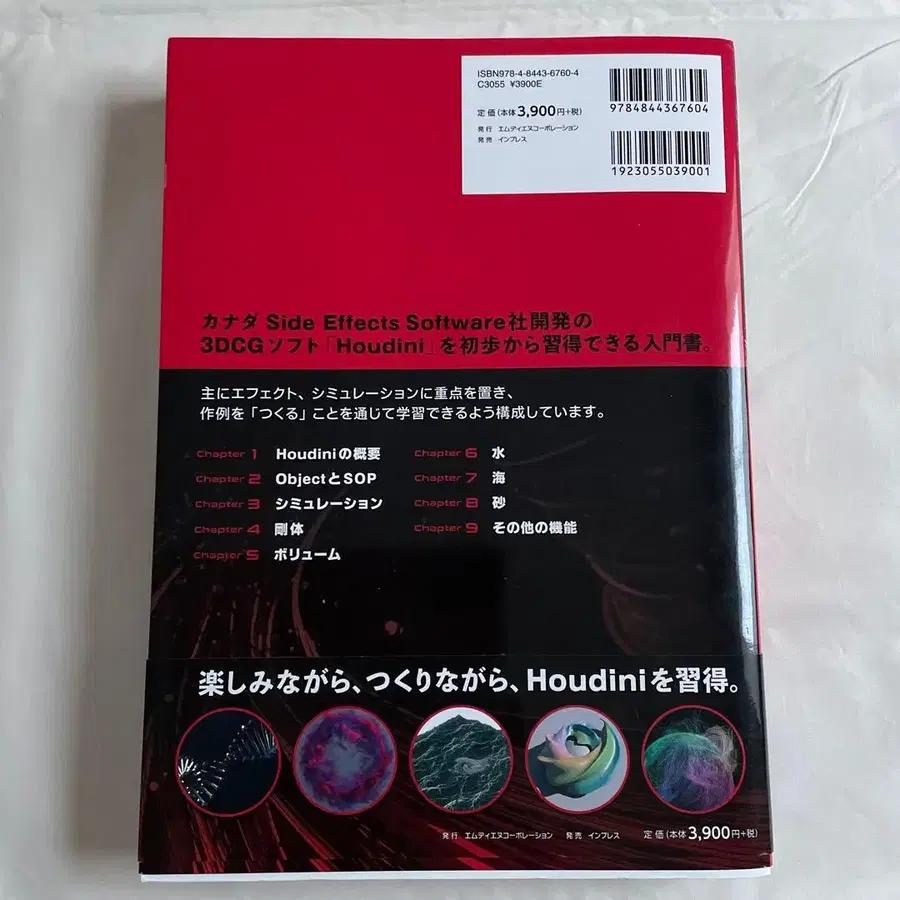 ISBN978-4-8443-6760-4
C3055 ¥3900E
定価(本体3,900円+税)
発行 エムディエヌコーポレーション
発売 インプレス
9784844367604
1923055039001
カナダ Side Effects Software社開発の
3DCGソフト「Houdini」を初歩から習得できる入門書。
主にエフェクト、シミュレーションに重点を置き、
作例を「つくる」ことを通じて学習できるよう構成しています。
Chapter 1 Houdiniの概要
Chapter 2 ObjectとSOP
Chapter 3 シミュレーション
Chapter 4 剛体
Chapter 5 ボリューム
Chapter 6 水
Chapter 7 海
Chapter 8 砂
Chapter 9 その他の機能
楽しみながら、つくりながら、Houdiniを習得。
発行 エムディエヌコーポレーション 発売 インプレス 定価(本体3,900円+税)